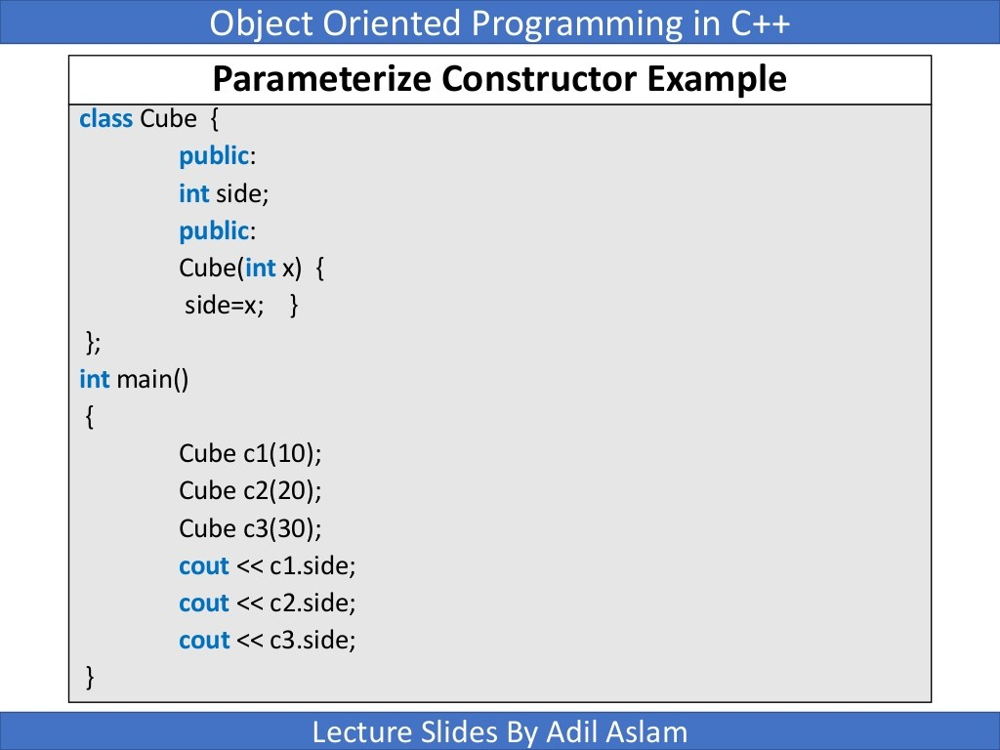 Object Oriented Programming in C++
Parameterize Constructor Example
class Cube {
public:
int side;
public:
Cube(int x) {
side=x; }
};
int main()
{
Cube c1(10);
Cube c2(20);
Cube c3(30);
cout << c1.side;
cout << c2.side;
cout << c3.side;
}
Lecture Slides By Adil Aslam